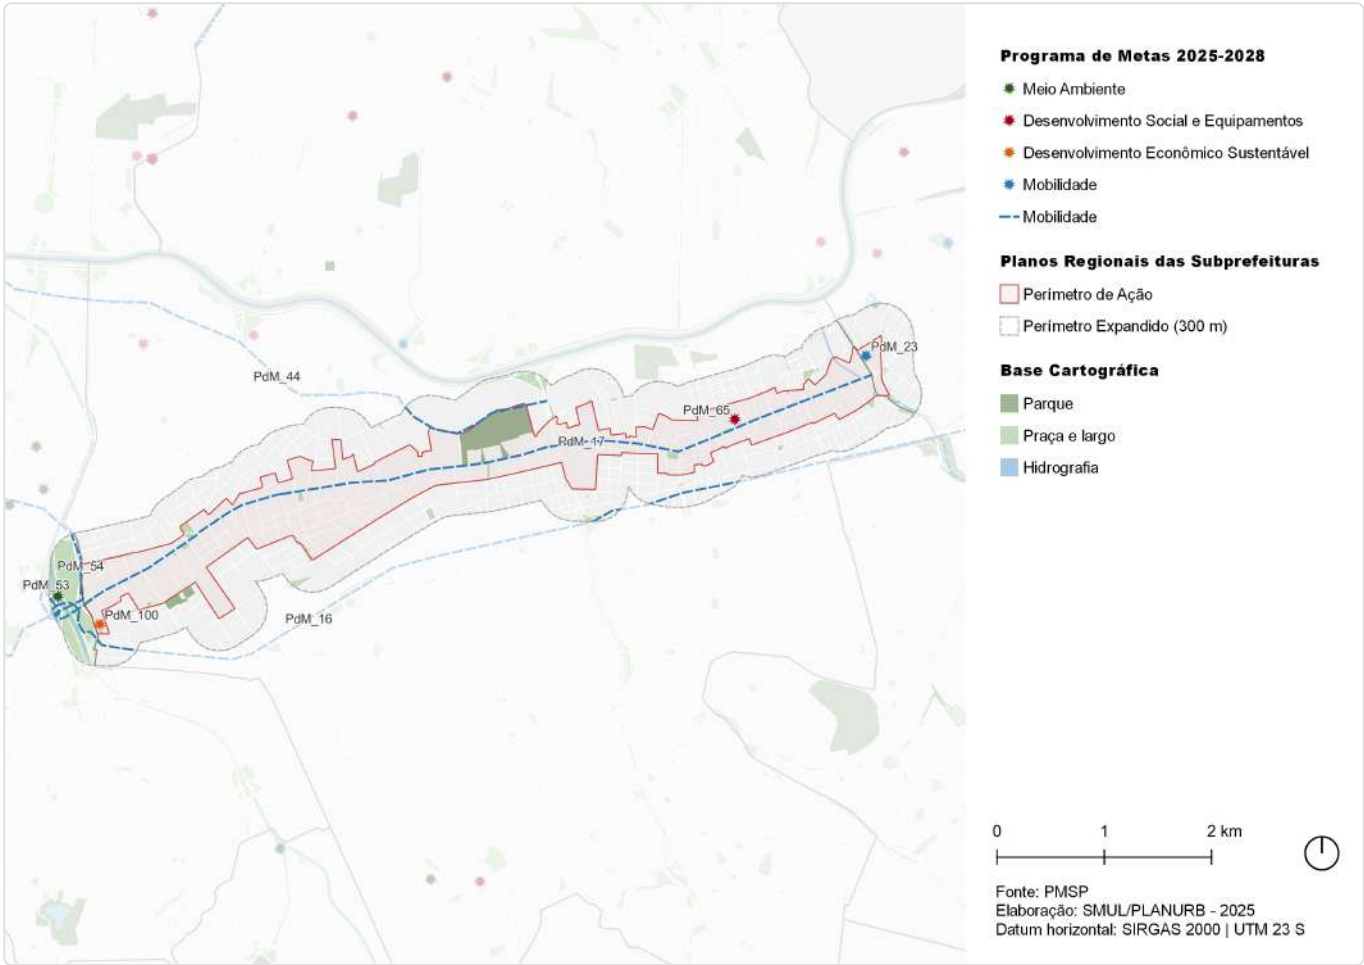 Programa de Metas 2025-2028
Meio Ambiente
Desenvolvimento Social e Equipamentos
Desenvolvimento Econômico Sustentável
Mobilidade
Mobilidade
Planos Regionais das Subprefeituras
Perímetro de Ação
Perímetro Expandido (300 m)
Base Cartográfica
Parque
Praça e largo
Hidrografia
PdM_23
PdM_44
PdM_65
PdM_17
PdM_54
PdM_53
PdM_100
PdM_16
0 1 2 km
Fonte: PMSP
Elaboração: SMUL/PLANURB - 2025
Datum horizontal: SIRGAS 2000 | UTM 23 S